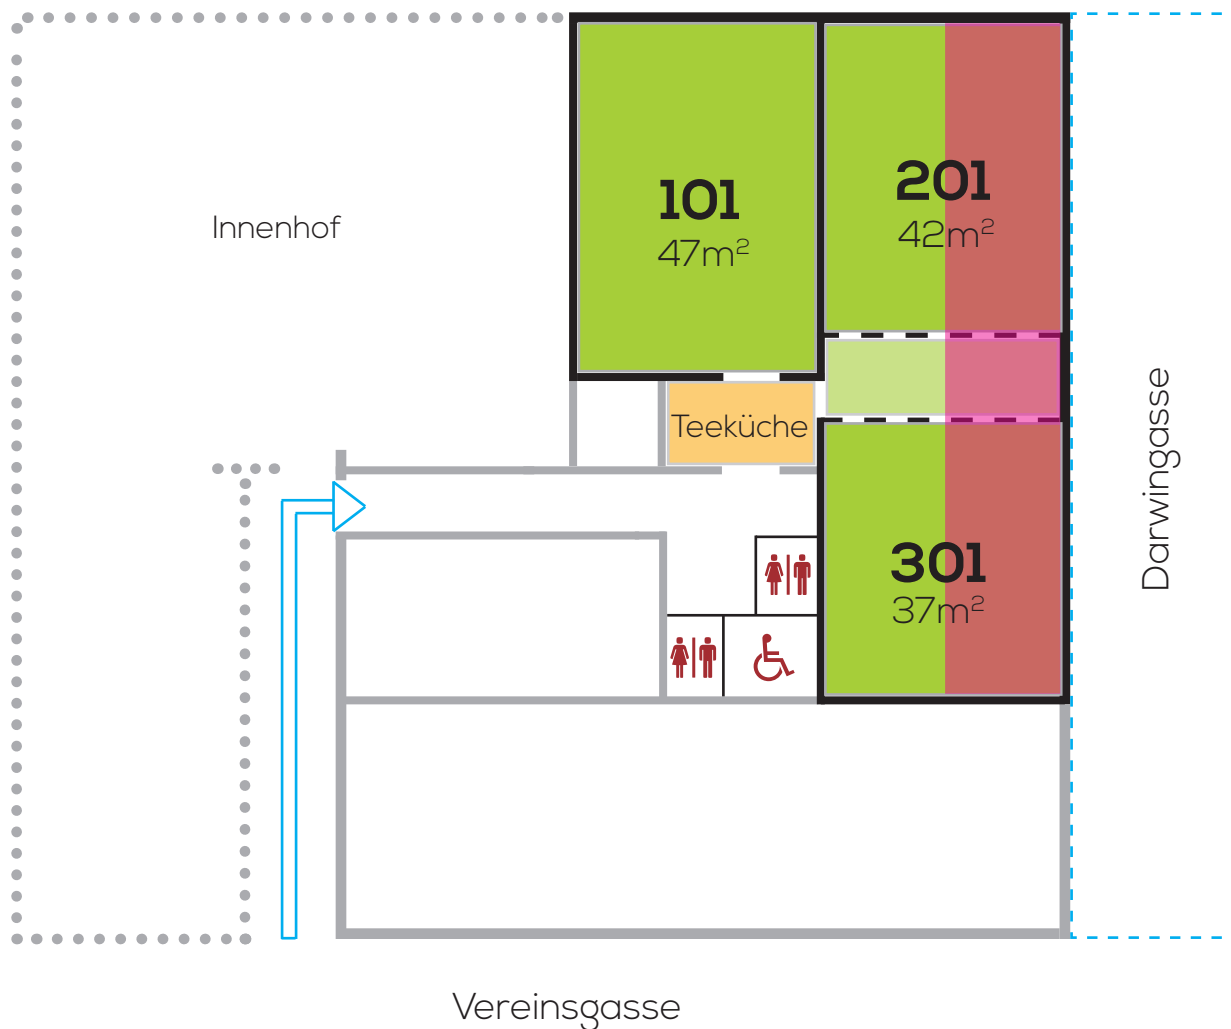 Innenhof
101
47m²
201
42m²
Teeküche
301
37m²
Darwingasse
Vereinsgasse